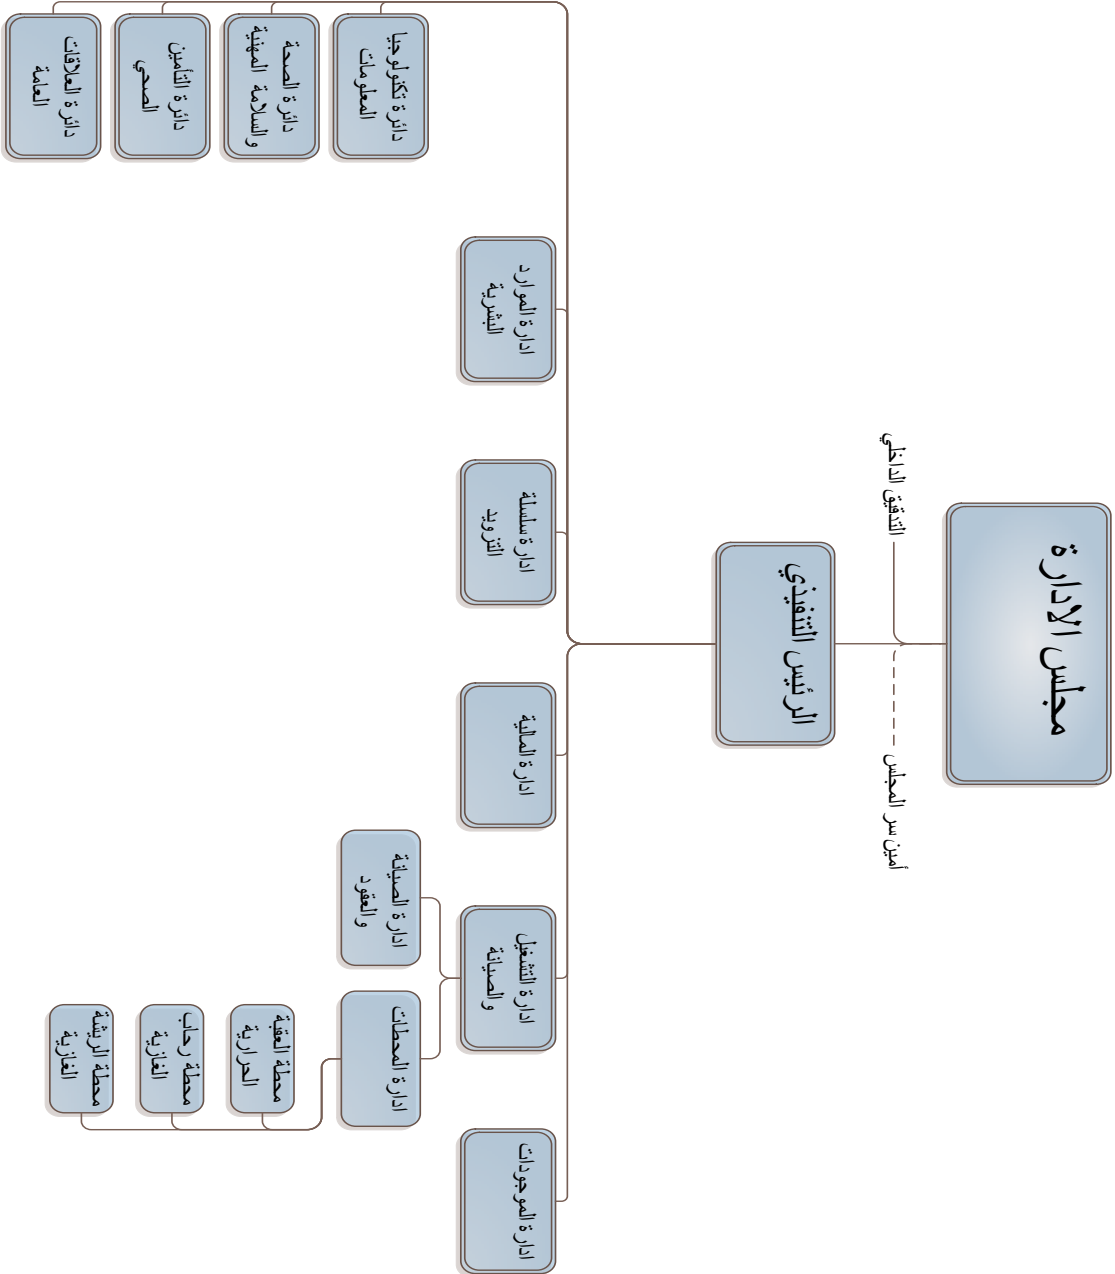 مجلس الادارة
التدقيق الداخلي
أمين سر المجلس
الرئيس التنفيذي
ادارة الموجودات
ادارة التشغيل
والصيانة
ادارة المالية
ادارة سلسلة
التزويد
ادارة الموارد
البشرية
ادارة المحطات
ادارة الصيانة
والعقود
محطة العقبة
الحرارية
محطة رحاب
الغازية
محطة الريشة
الغازية
دائرة تكنولوجيا
المعلومات
دائرة الصحة
والسلامة المهنية
دائرة التأمين
الصحي
دائرة العلاقات
العامة